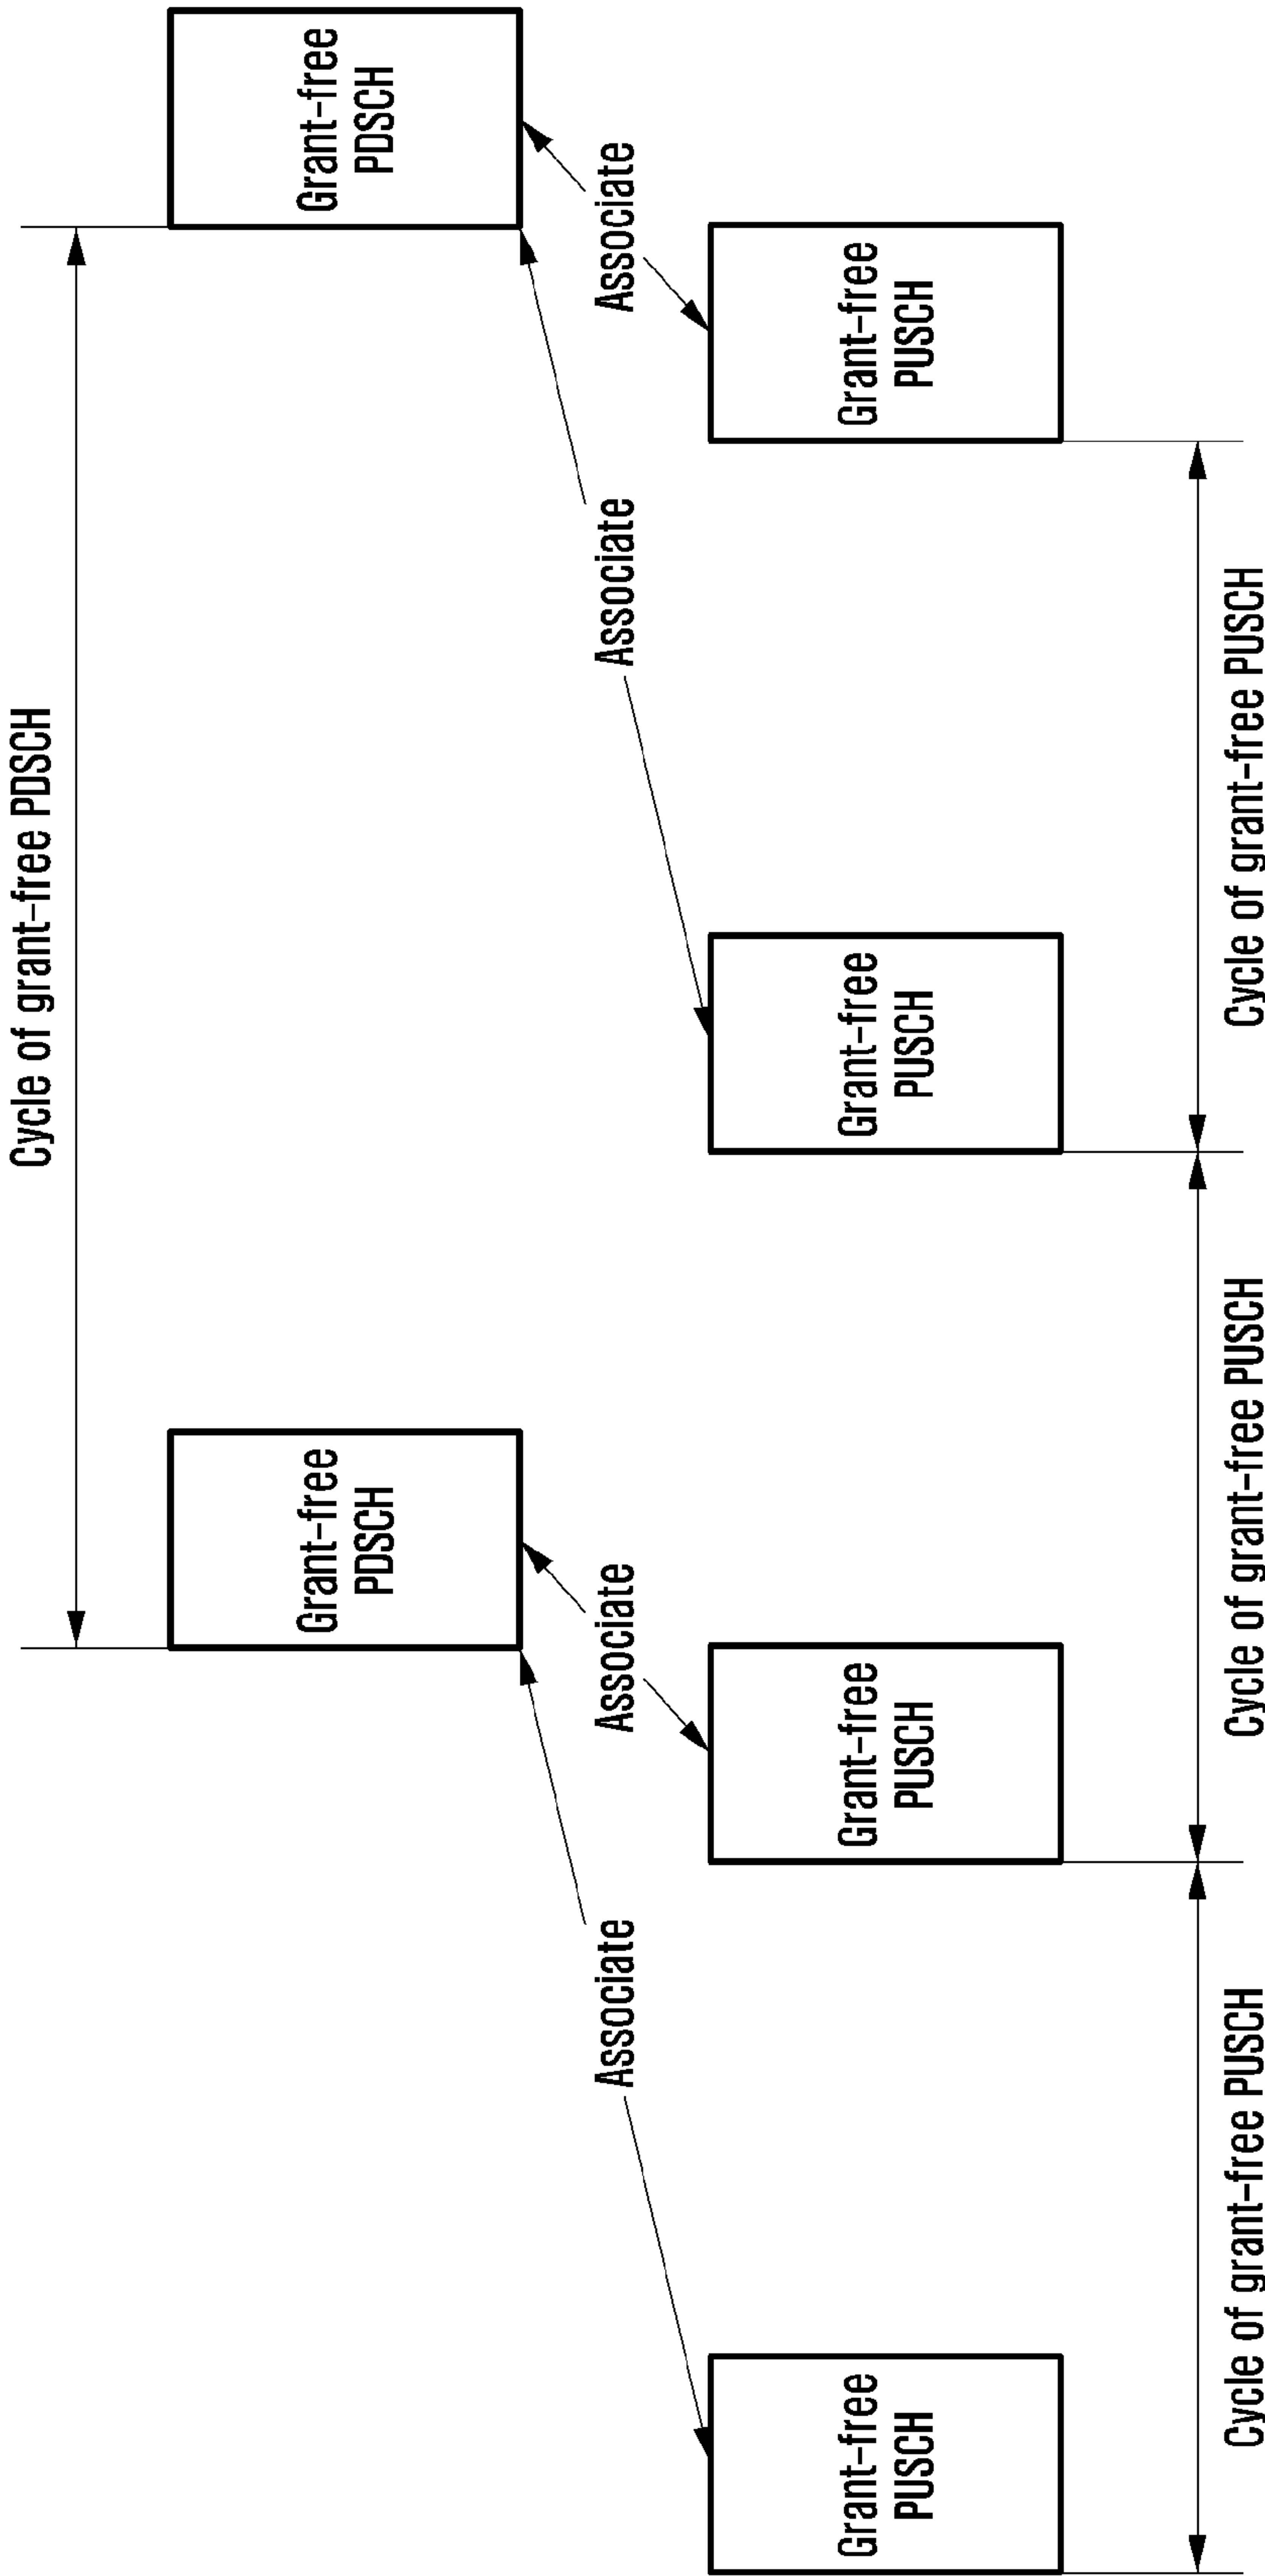 Cycle of grant-free PDSCH
Grant-free
PDSCH
Grant-free
PDSCH
Associate
Associate
Associate
Associate
Grant-free
PUSCH
Grant-free
PUSCH
Grant-free
PUSCH
Grant-free
PUSCH
Cycle of grant-free PUSCH
Cycle of grant-free PUSCH
Cycle of grant-free PUSCH